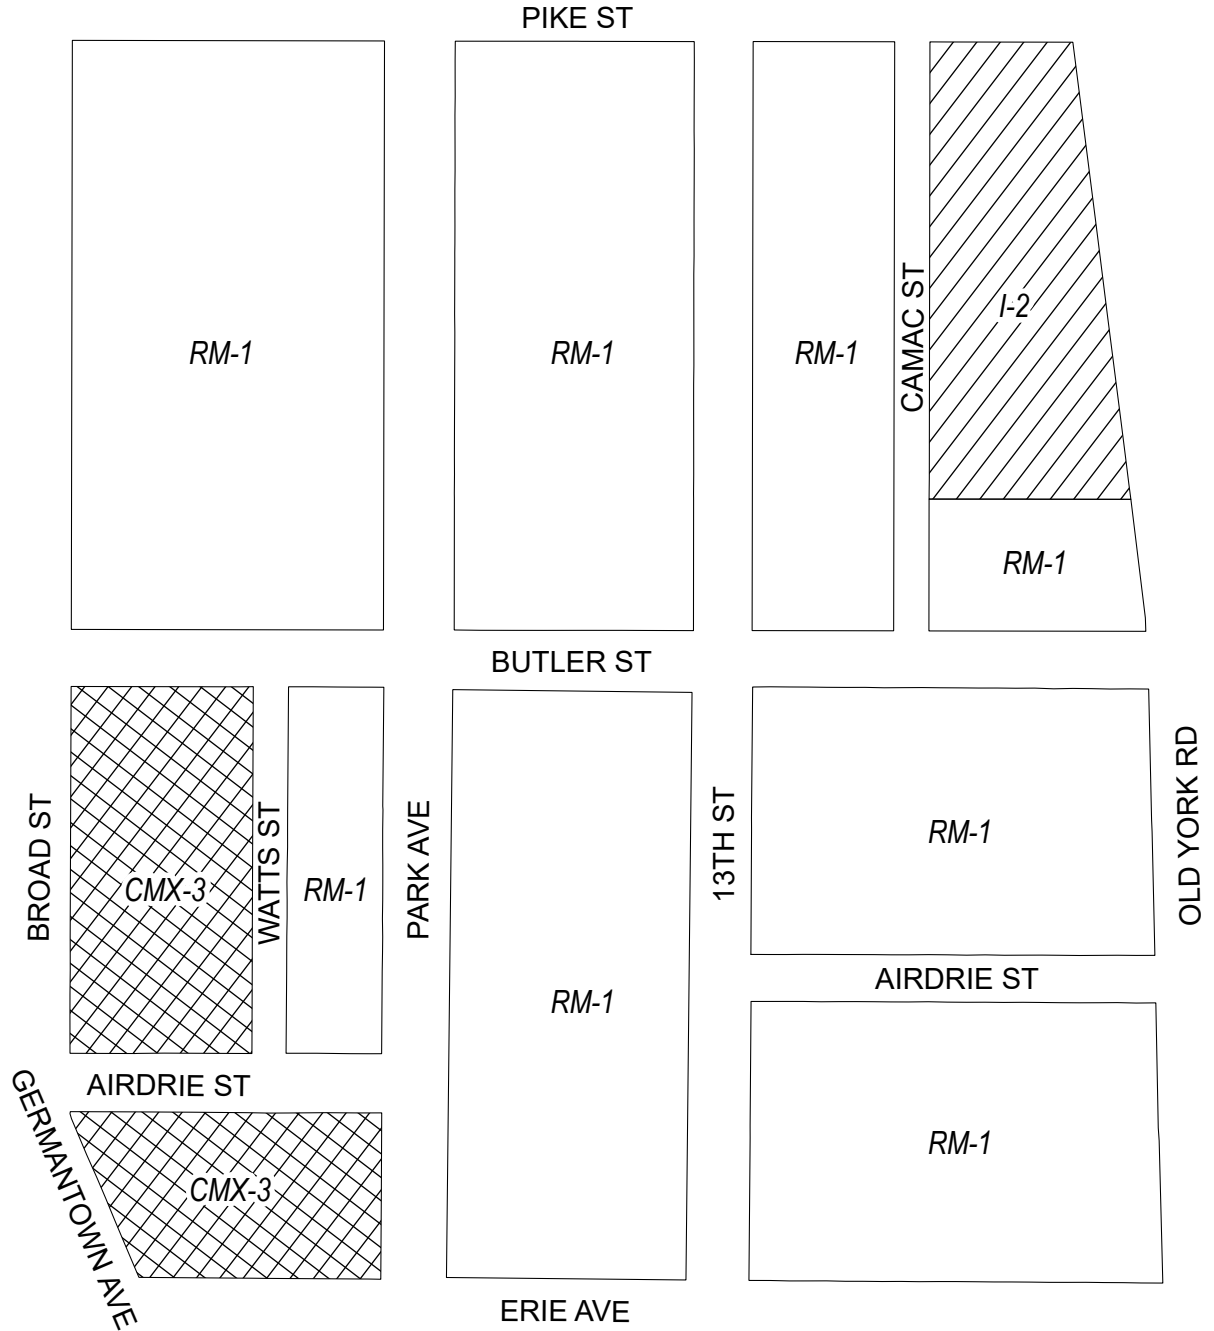 PIKE ST
RM-1
RM-1
RM-1
CAMAC ST
I-2
RM-1
BUTLER ST
BROAD ST
CMX-3
WATTS ST
RM-1
PARK AVE
RM-1
13TH ST
RM-1
OLD YORK RD
AIRDRIE ST
AIRDRIE ST
GERMANTOWN AVE
CMX-3
RM-1
ERIE AVE